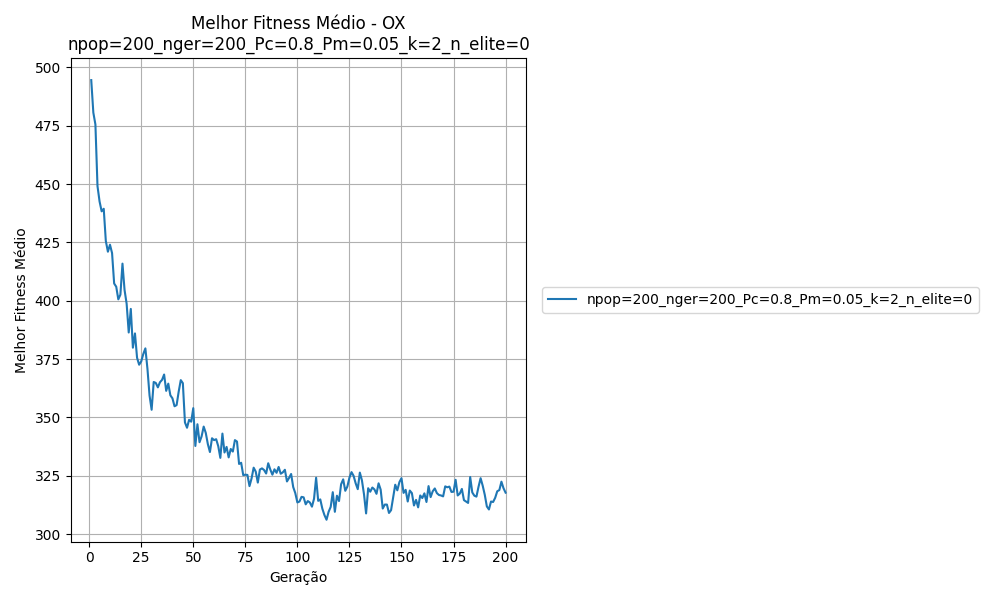 Melhor Fitness Médio - OX
npop=200_nger=200_Pc=0.8_Pm=0.05_k=2_n_elite=0
Melhor Fitness Médio
500
475
450
425
400
375
350
325
300
0 25 50 75 100 125 150 175 200
Geração
npop=200_nger=200_Pc=0.8_Pm=0.05_k=2_n_elite=0